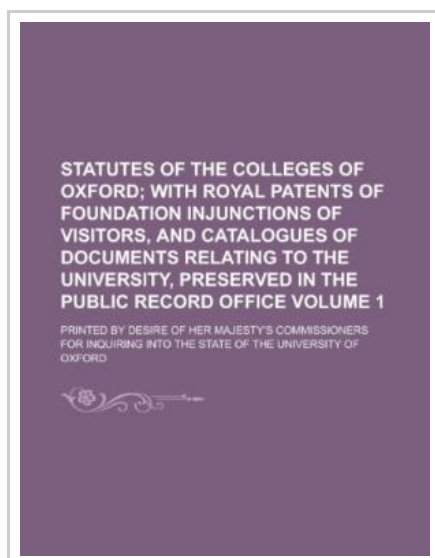 STATUTES OF THE COLLEGES OF
OXFORD; WITH ROYAL PATENTS OF
FOUNDATION INJUNCTIONS OF
VISITORS, AND CATALOGUES OF
DOCUMENTS RELATING TO THE
UNIVERSITY, PRESERVED IN THE
PUBLIC RECORD OFFICE VOLUME 1
PRINTED BY DESIRE OF HER MAJESTY'S COMMISSIONERS
FOR INQUIRING INTO THE STATE OF THE UNIVERSITY OF
OXFORD